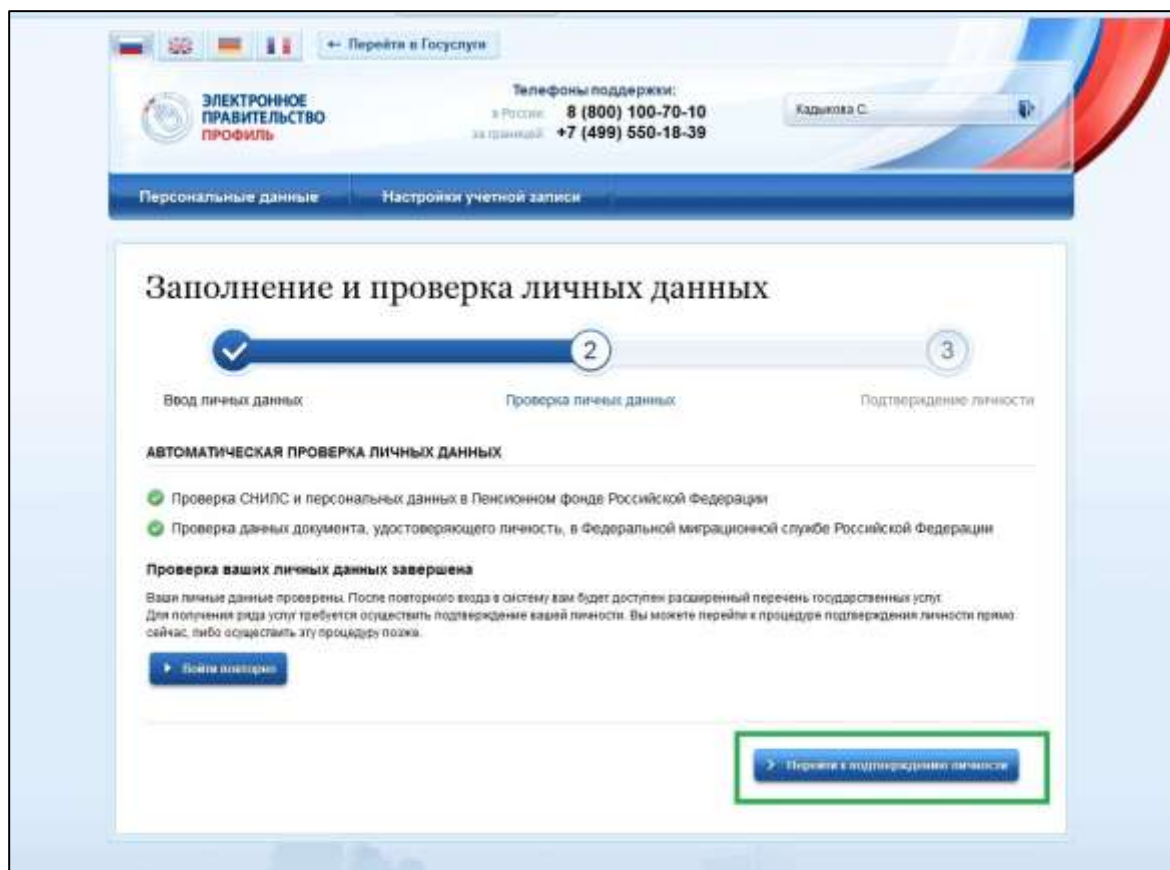 ← Перейти в Госуслуги
ЭЛЕКТРОННОЕ
ПРАВИТЕЛЬСТВО
ПРОФИЛЬ
Телефоны поддержки:
в России: 8 (800) 100-70-10
за границей: +7 (499) 550-18-39
Кадыкова С.
Персональные данные
Настройки учетной записи
Заполнение и проверка личных данных
2
3
Ввод личных данных
Проверка личных данных
Подтверждение личности
АВТОМАТИЧЕСКАЯ ПРОВЕРКА ЛИЧНЫХ ДАННЫХ
Проверка СНИЛС и персональных данных в Пенсионном фонде Российской Федерации
Проверка данных документа, удостоверяющего личность, в Федеральной миграционной службе Российской Федерации
Проверка ваших личных данных завершена
Ваши личные данные проверены. После повторного входа в систему вам будет доступен расширенный перечень государственных услуг.
Для получения ряда услуг требуется осуществить подтверждение вашей личности. Вы можете перейти к процедуре подтверждения личности прямо
сейчас, либо осуществить эту процедуру позже.
Войти повторно
Перейти к подтверждению личности